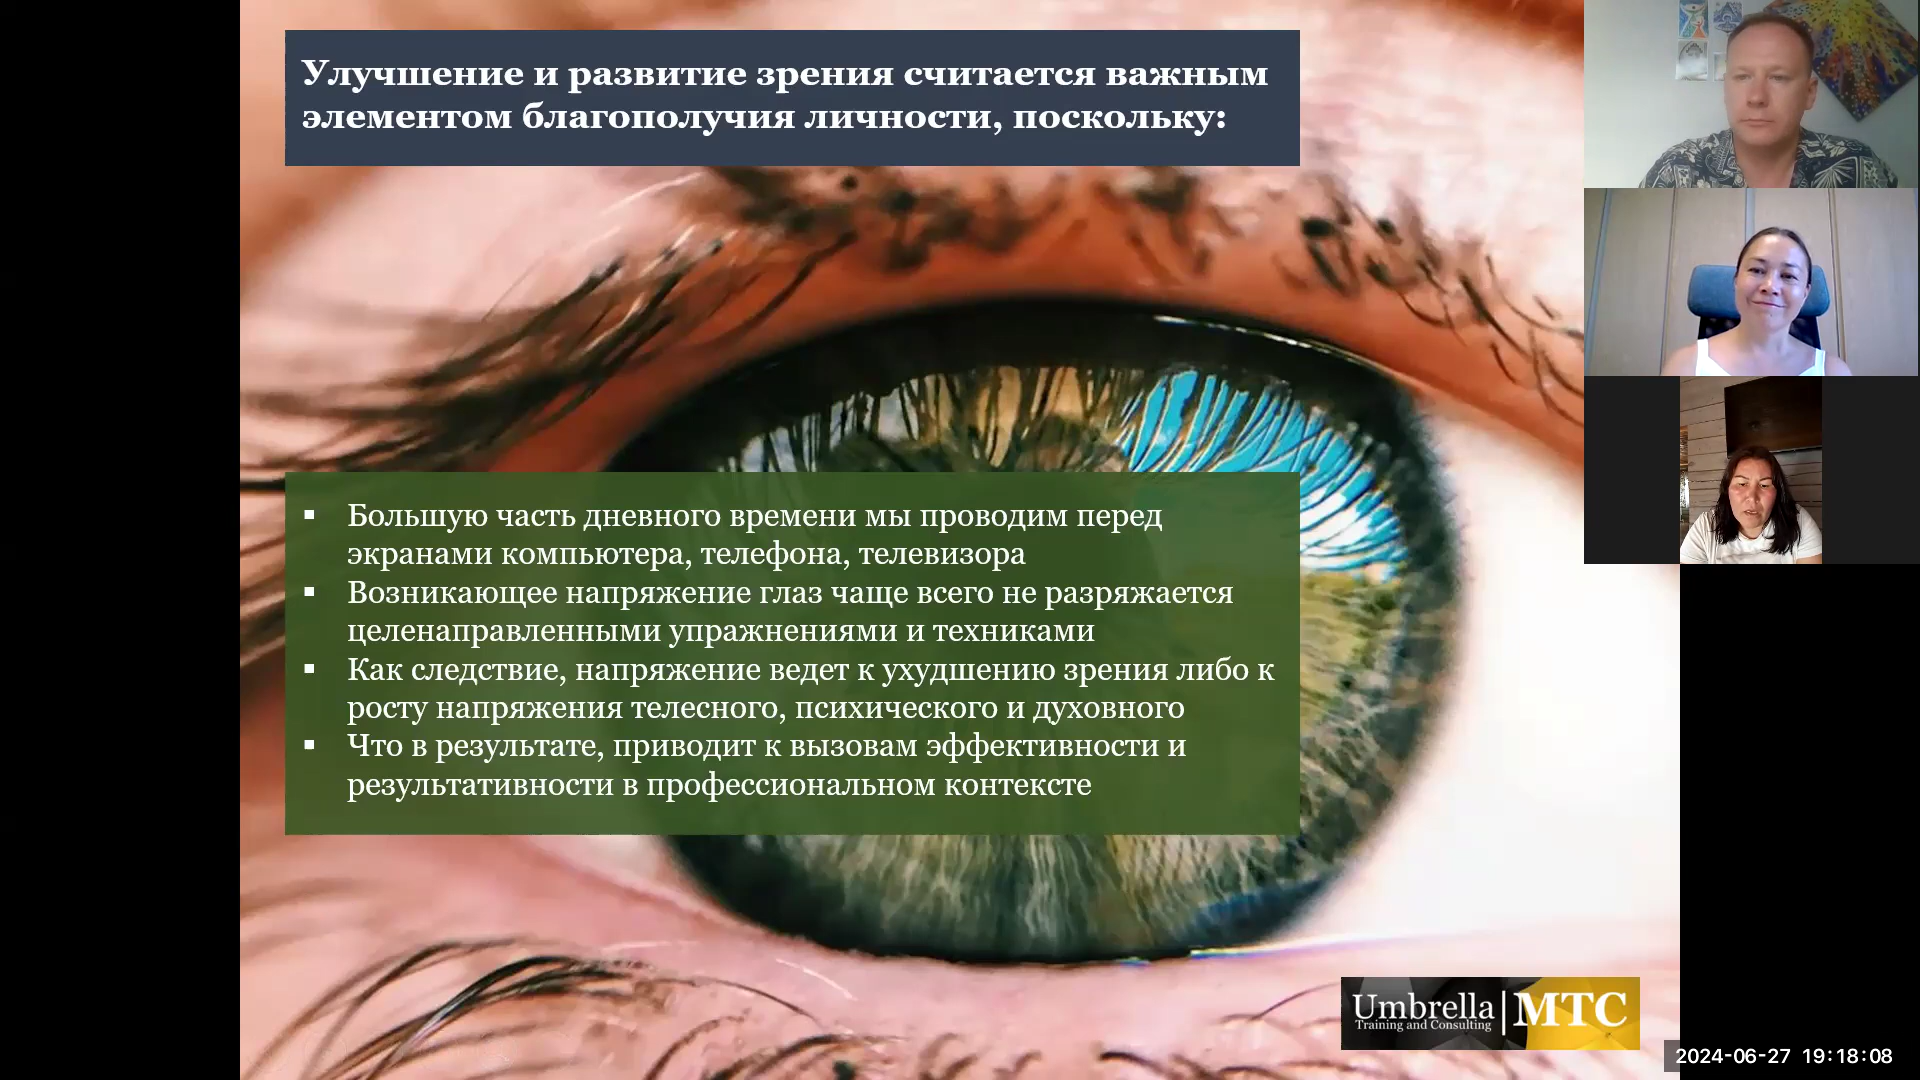 Улучшение и развитие зрения считается важным
элементом благополучия личности, поскольку:
▪ Большую часть дневного времени мы проводим перед
экранами компьютера, телефона, телевизора
▪ Возникающее напряжение глаз чаще всего не разряжается
целенаправленными упражнениями и техниками
▪ Как следствие, напряжение ведет к ухудшению зрения либо к
росту напряжения телесного, психического и духовного
▪ Что в результате, приводит к вызовам эффективности и
результативности в профессиональном контексте
Umbrella | MTC
Training and Consulting
2024-06-27 19:18:08